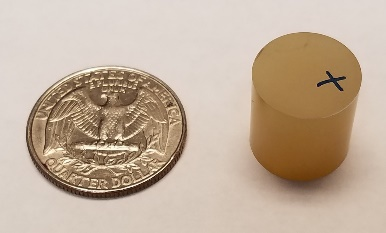 UNITED STATES OF AMERICA
QUARTER DOLLAR
X